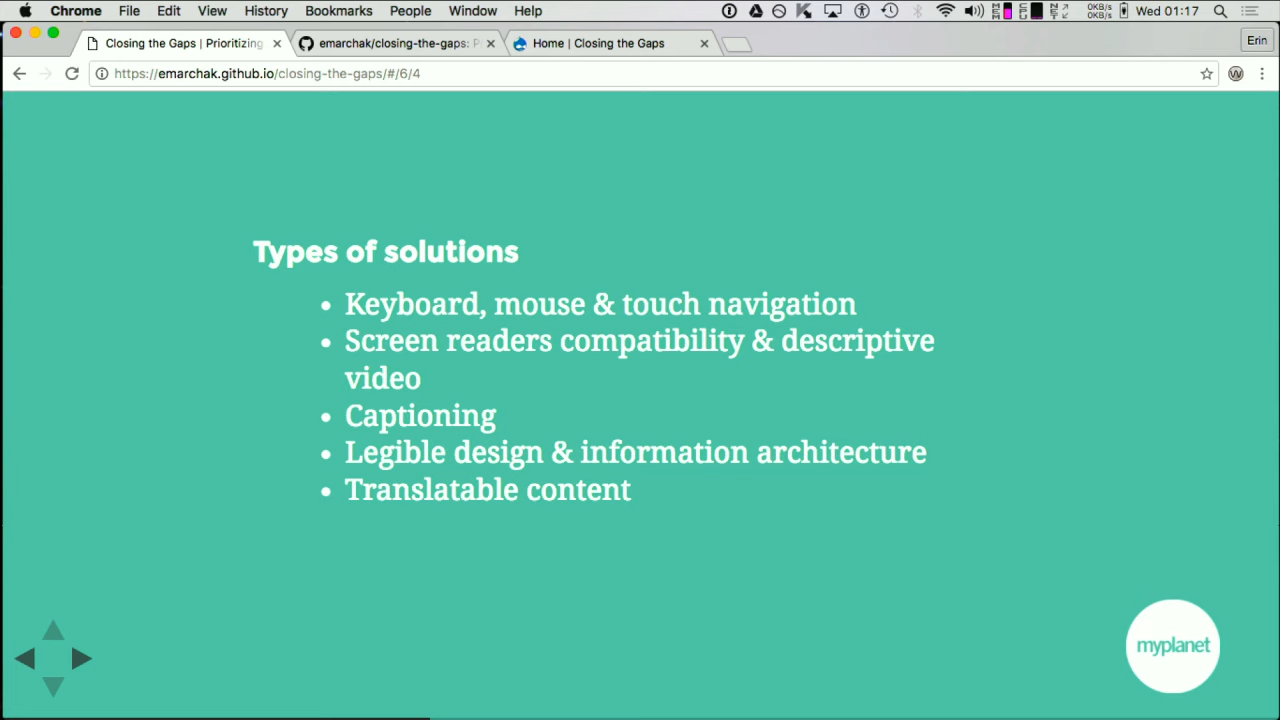 Chrome File Edit View History Bookmarks People Window Help
0KB/s
0KB/s
Wed 01:17
Closing the Gaps | Prioritizing
emarchak/closing-the-gaps: P
Home | Closing the Gaps
Erin
https://emarchak.github.io/closing-the-gaps/#/6/4
Types of solutions
Keyboard, mouse & touch navigation
Screen readers compatibility & descriptive
video
Captioning
Legible design & information architecture
Translatable content
myplanet